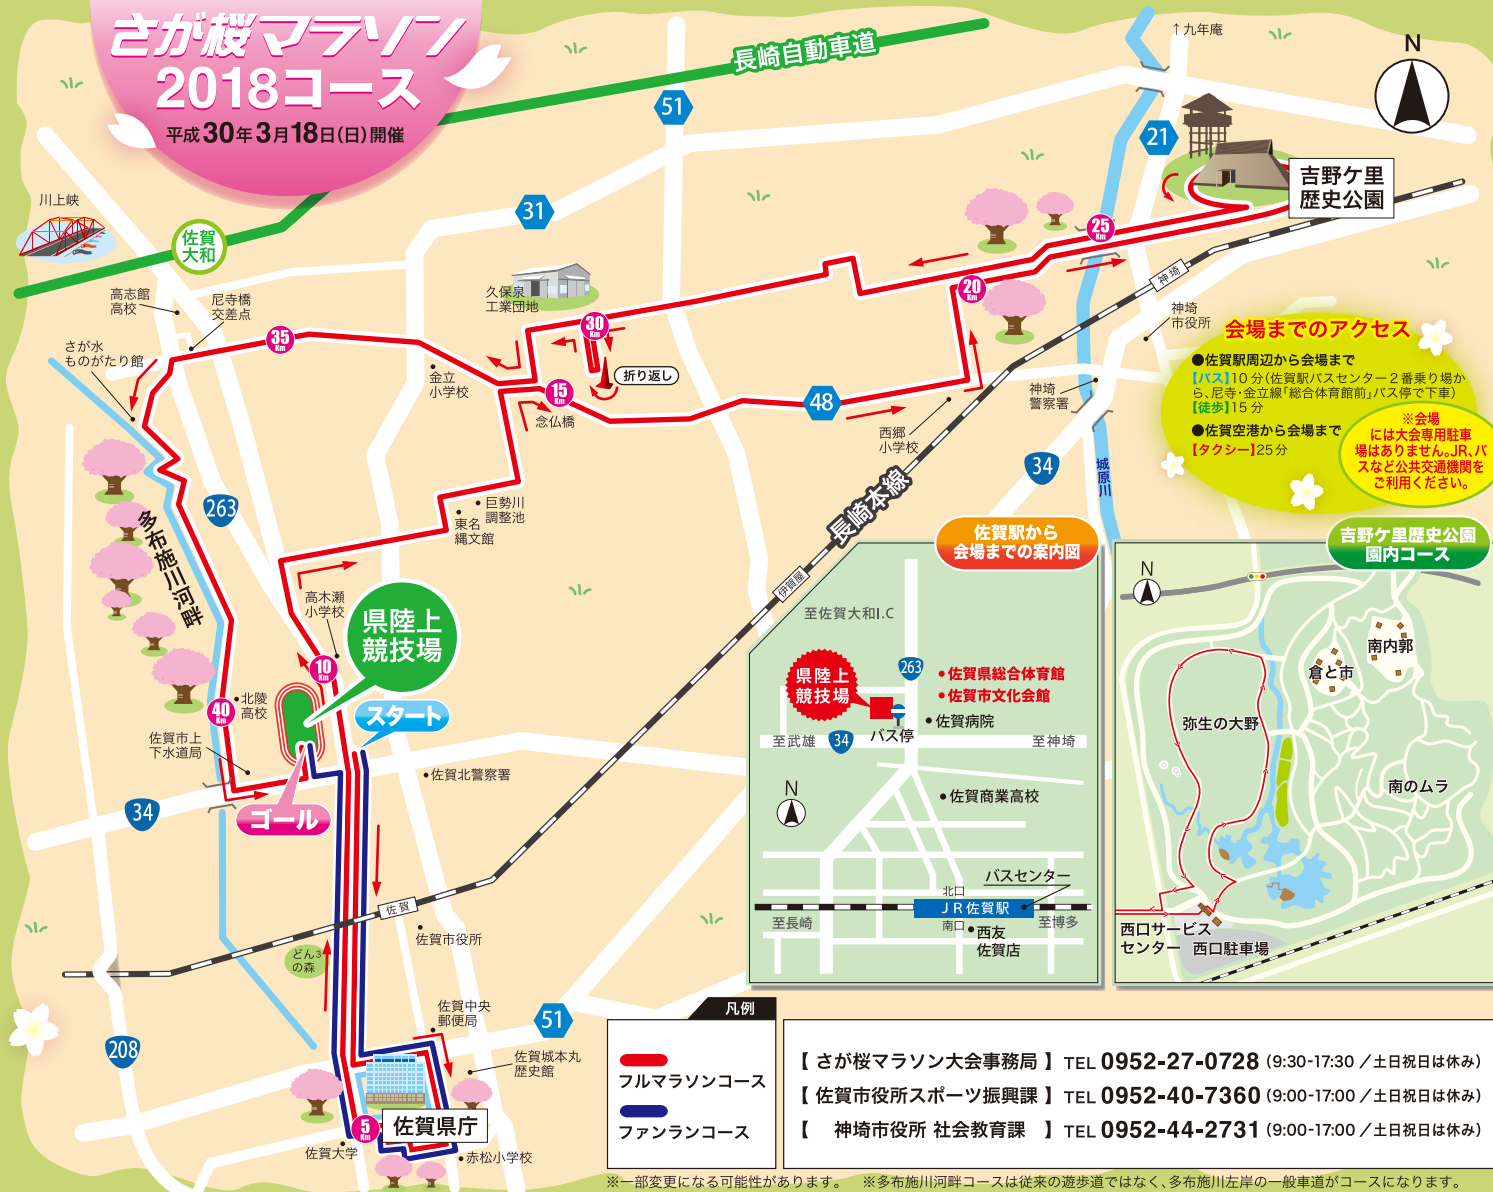 さが桜マラソン
2018コース
平成30年3月18日(日)開催
長崎自動車道
↑九年庵
N
51
21
31
川上峡
佐賀
大和
吉野ケ里
歴史公園
25Km
20Km
神埼
神埼
市役所
高志館
高校
尼寺橋
交差点
久保泉
工業団地
30Km
35Km
さが水
ものがたり館
金立
小学校
折り返し
15Km
念仏橋
48
西郷
小学校
神埼
警察署
34
城原川
会場までのアクセス
●佐賀駅周辺から会場まで
【バス】10分(佐賀駅バスセンター2番乗り場か
ら、尼寺・金立線「総合体育館前」バス停で下車)
【徒歩】15分
●佐賀空港から会場まで
【タクシー】25分
※会場
には大会専用駐車
場はありません。JR、バ
スなど公共交通機関を
ご利用ください。
263
多布施川河畔
巨勢川
調整池
東名
縄文館
長崎本線
伊賀屋
高木瀬
小学校
県陸上
競技場
10Km
スタート
40Km
北陵
高校
佐賀市上
下水道局
佐賀北警察署
ゴール
34
佐賀
佐賀市役所
どん3
の森
佐賀中央
郵便局
51
208
佐賀城本丸
歴史館
5Km
佐賀県庁
佐賀大学
赤松小学校
佐賀駅から
会場までの案内図
至佐賀大和I.C
263
県陸上
競技場
●佐賀県総合体育館
●佐賀市文化会館
●佐賀病院
バス停
至武雄
34
至神埼
N
●佐賀商業高校
バスセンター
北口
JR佐賀駅
南口
至長崎
至博多
●西友
佐賀店
吉野ケ里歴史公園
園内コース
N
南内郭
倉と市
弥生の大野
南のムラ
西口サービス
センター
西口駐車場
凡例
フルマラソンコース
ファンランコース
【 さが桜マラソン大会事務局 】 TEL 0952-27-0728 (9:30-17:30 /土日祝日は休み)
【 佐賀市役所スポーツ振興課 】 TEL 0952-40-7360 (9:00-17:00 /土日祝日は休み)
【 神埼市役所 社会教育課 】 TEL 0952-44-2731 (9:00-17:00 /土日祝日は休み)
※一部変更になる可能性があります。 ※多布施川河畔コースは従来の遊歩道ではなく、多布施川左岸の一般車道がコースになります。